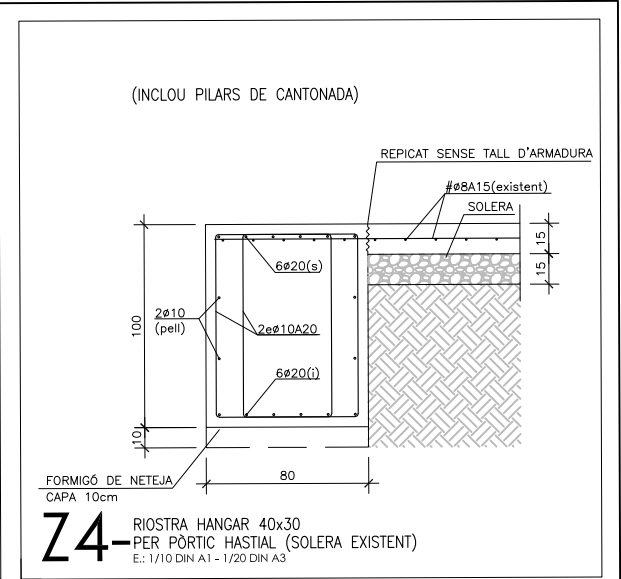 (INCLOU PILARS DE CANTONADA)
REPICAT SENSE TALL D'ARMADURA
#ø8A15(existent)
SOLERA
15
15
6ø20(s)
2ø10
(pell)
2eø10A20
100
6ø20(i)
10
80
FORMIGÓ DE NETEJA
CAPA 10cm
Z4-
RIOSTRA HANGAR 40x30
PER PÒRTIC HASTIAL (SOLERA EXISTENT)
E.: 1/10 DIN A1 - 1/20 DIN A3